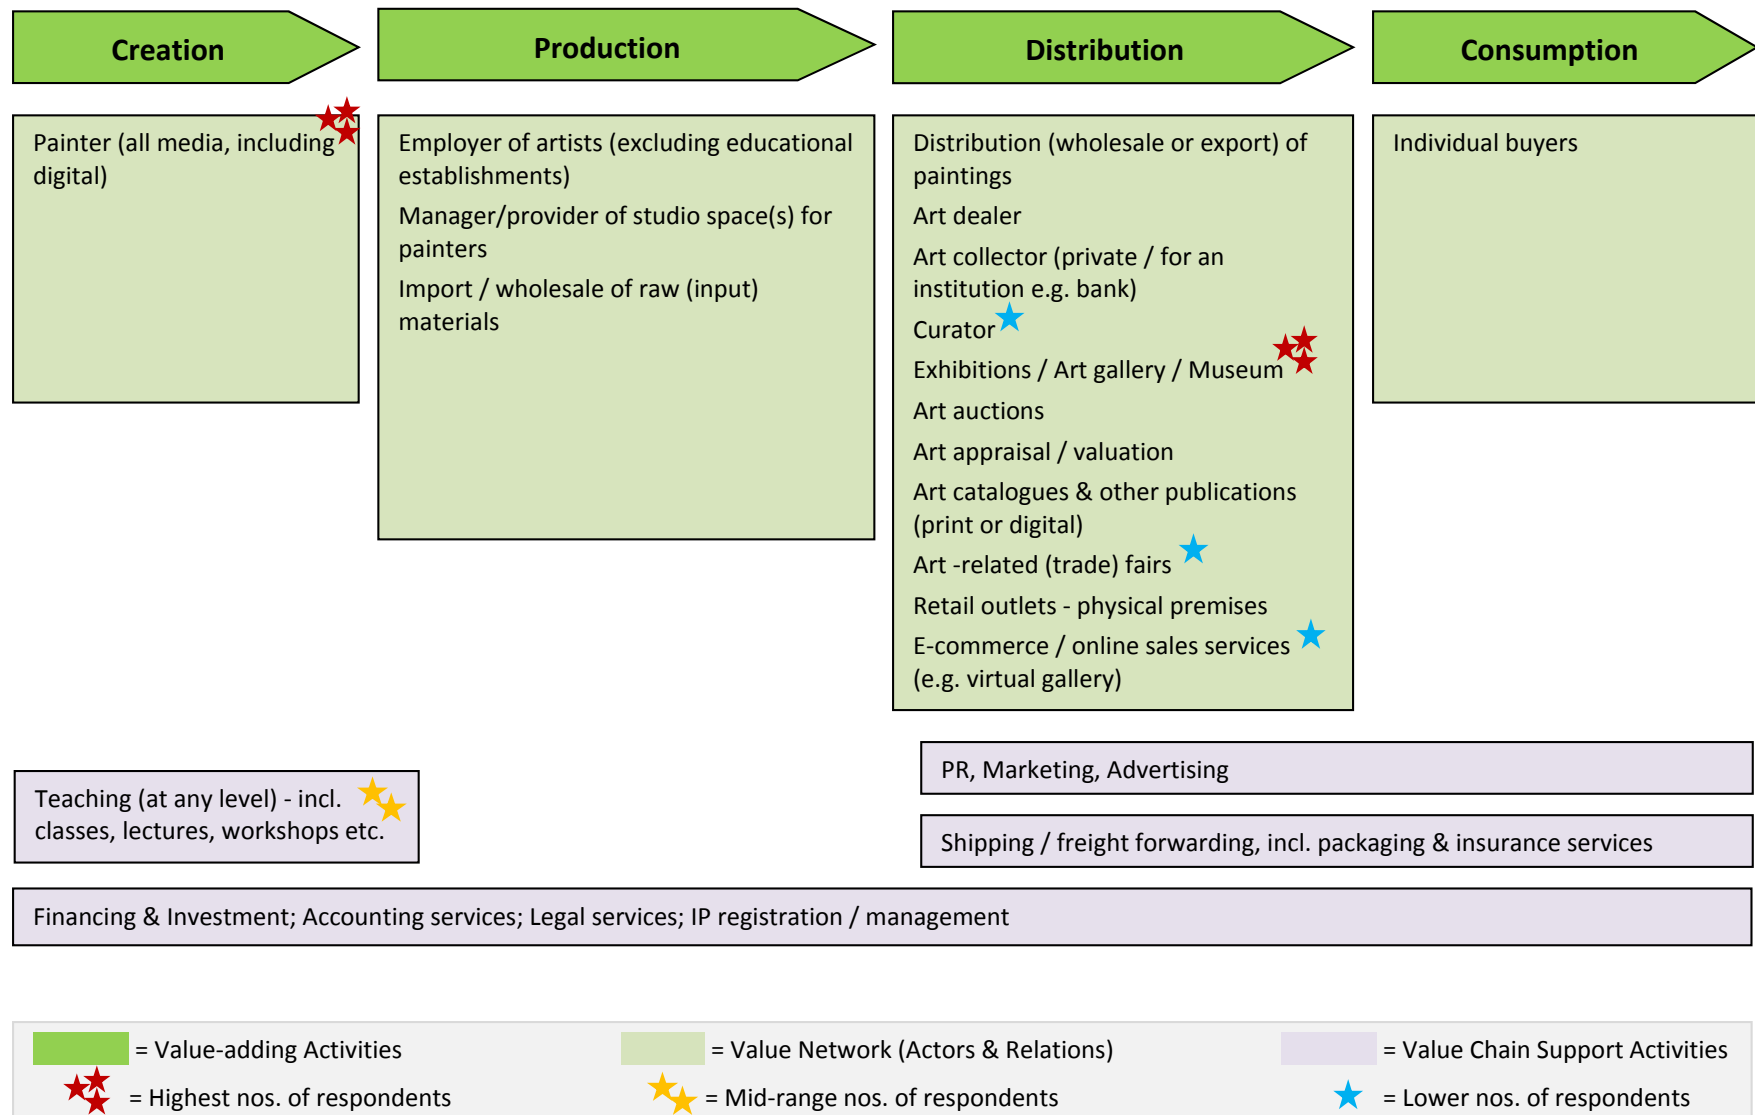 Creation
Production
Distribution
Consumption
Painter (all media, including
digital)
Employer of artists (excluding educational
establishments)
Manager/provider of studio space(s) for
painters
Import / wholesale of raw (input)
materials
Distribution (wholesale or export) of
paintings
Art dealer
Art collector (private / for an
institution e.g. bank)
Curator
Exhibitions / Art gallery / Museum
Art auctions
Art appraisal / valuation
Art catalogues & other publications
(print or digital)
Art -related (trade) fairs
Retail outlets - physical premises
E-commerce / online sales services
(e.g. virtual gallery)
Individual buyers
Teaching (at any level) - incl.
classes, lectures, workshops etc.
PR, Marketing, Advertising
Shipping / freight forwarding, incl. packaging & insurance services
Financing & Investment; Accounting services; Legal services; IP registration / management
= Value-adding Activities
= Value Network (Actors & Relations)
= Value Chain Support Activities
= Highest nos. of respondents
= Mid-range nos. of respondents
= Lower nos. of respondents